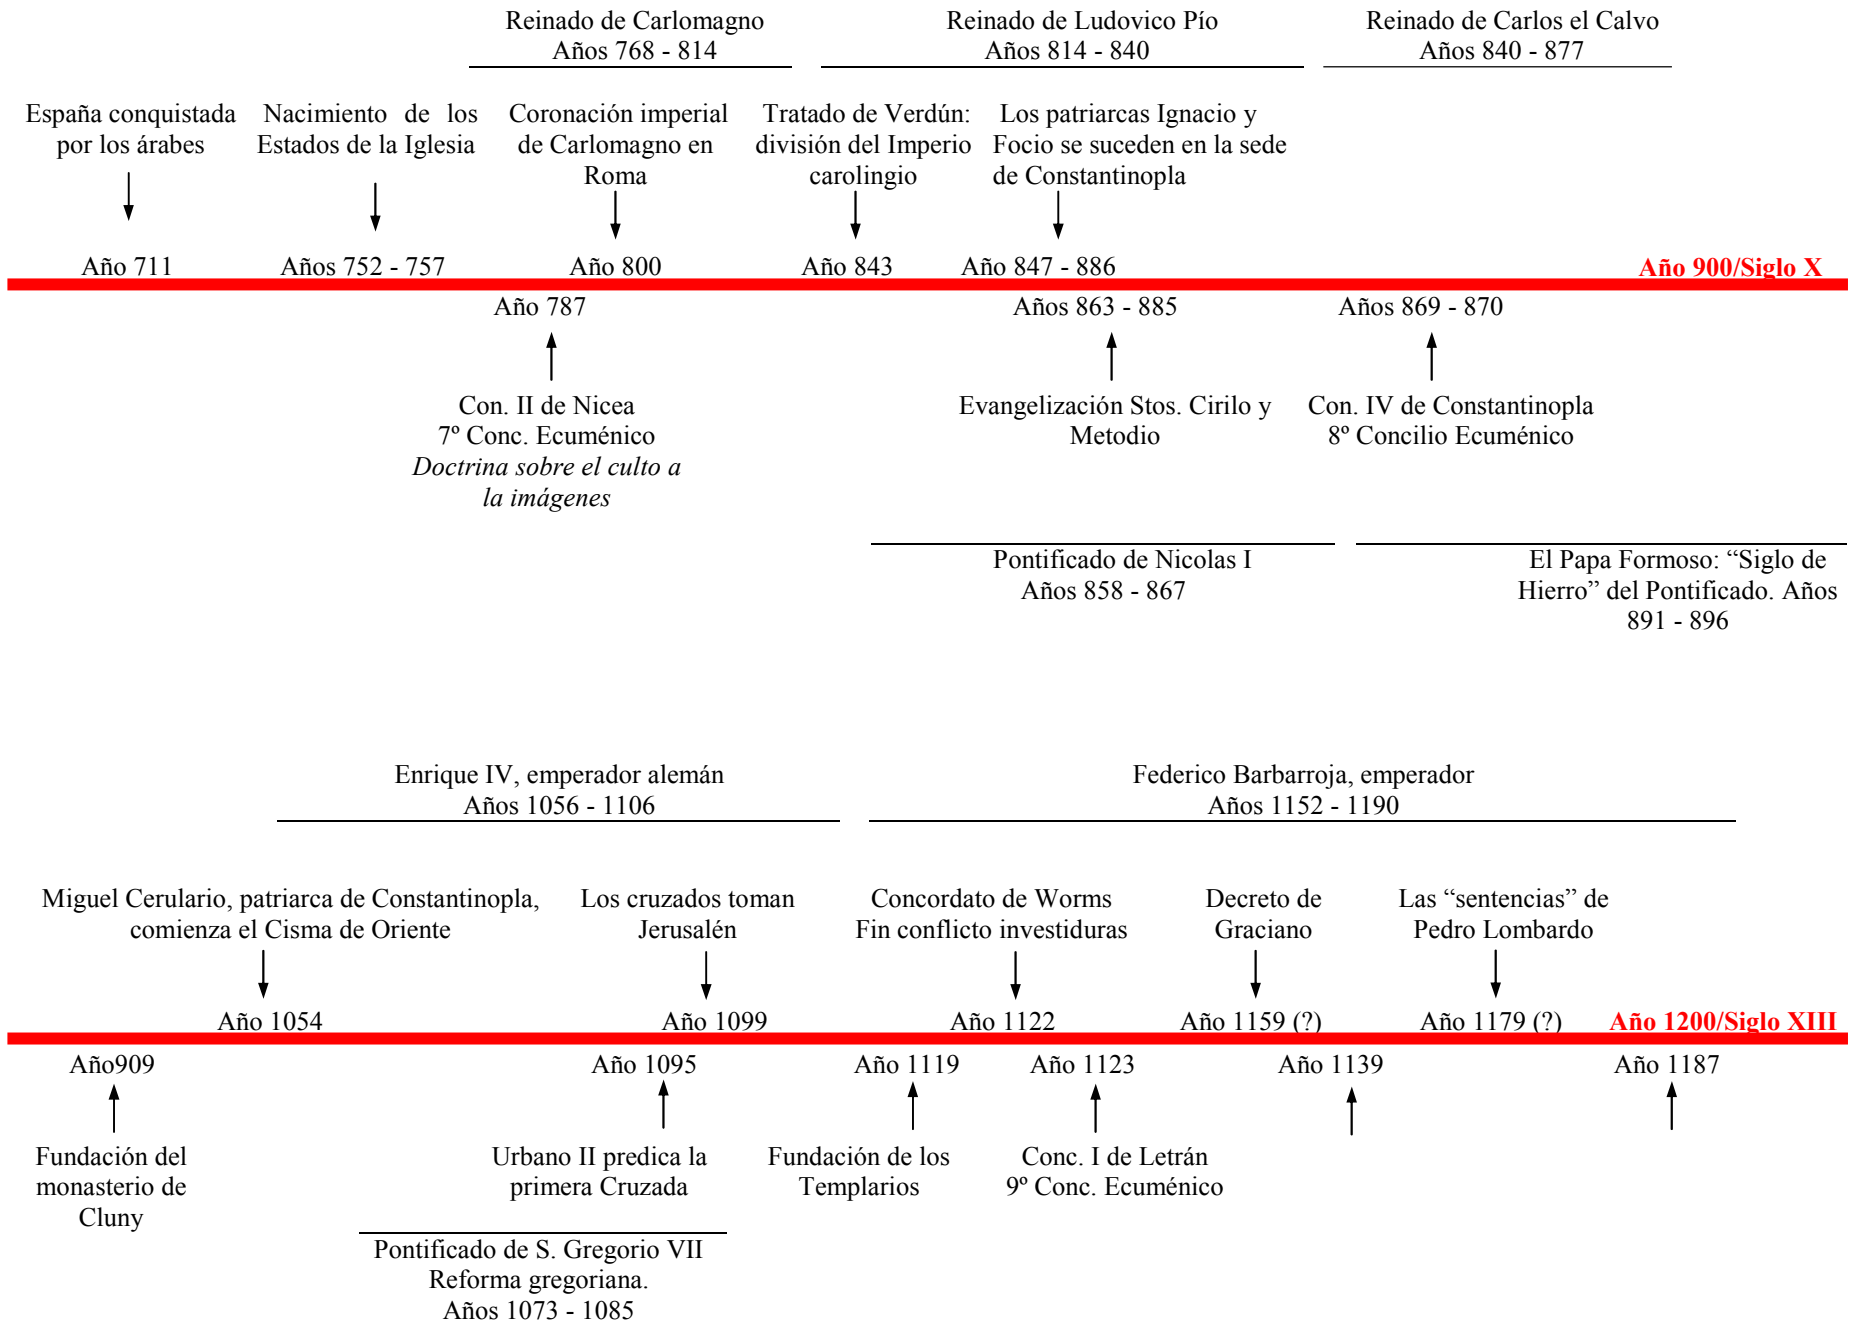 Reinado de Carlomagno
Años 768 - 814
Reinado de Ludovico Pío
Años 814 - 840
Reinado de Carlos el Calvo
Años 840 - 877
España conquistada
por los árabes
Nacimiento de los
Estados de la Iglesia
Coronación imperial
de Carlomagno en
Roma
Tratado de Verdún:
división del Imperio
carolingio
Los patriarcas Ignacio y
Focio se suceden en la sede
de Constantinopla
Año 711
Años 752 - 757
Año 800
Año 843
Año 847 - 886
Año 900/Siglo X
Año 787
Años 863 - 885
Años 869 - 870
Con. II de Nicea
7º Conc. Ecuménico
Doctrina sobre el culto a
la imágenes
Evangelización Stos. Cirilo y
Metodio
Con. IV de Constantinopla
8º Concilio Ecuménico
Pontificado de Nicolas I
Años 858 - 867
El Papa Formoso: “Siglo de
Hierro” del Pontificado. Años
891 - 896
Enrique IV, emperador alemán
Años 1056 - 1106
Federico Barbarroja, emperador
Años 1152 - 1190
Miguel Cerulario, patriarca de Constantinopla,
comienza el Cisma de Oriente
Los cruzados toman
Jerusalén
Concordato de Worms
Fin conflicto investiduras
Decreto de
Graciano
Las “sentencias” de
Pedro Lombardo
Año 1054
Año 1099
Año 1122
Año 1159 (?)
Año 1179 (?)
Año 1200/Siglo XIII
Año909
Año 1095
Año 1119
Año 1123
Año 1139
Año 1187
Fundación del
monasterio de
Cluny
Urbano II predica la
primera Cruzada
Fundación de los
Templarios
Conc. I de Letrán
9º Conc. Ecuménico
Pontificado de S. Gregorio VII
Reforma gregoriana.
Años 1073 - 1085